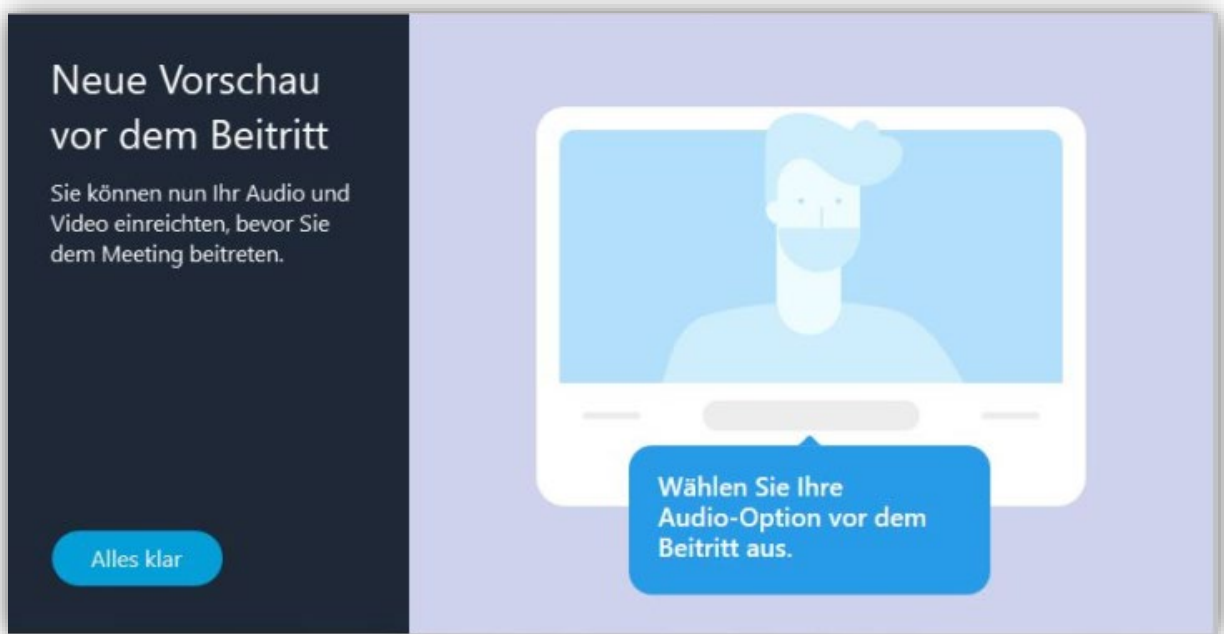 Neue Vorschau
vor dem Beitritt
Sie können nun Ihr Audio und
Video einreichten, bevor Sie
dem Meeting beitreten.
Alles klar
Wählen Sie Ihre
Audio-Option vor dem
Beitritt aus.